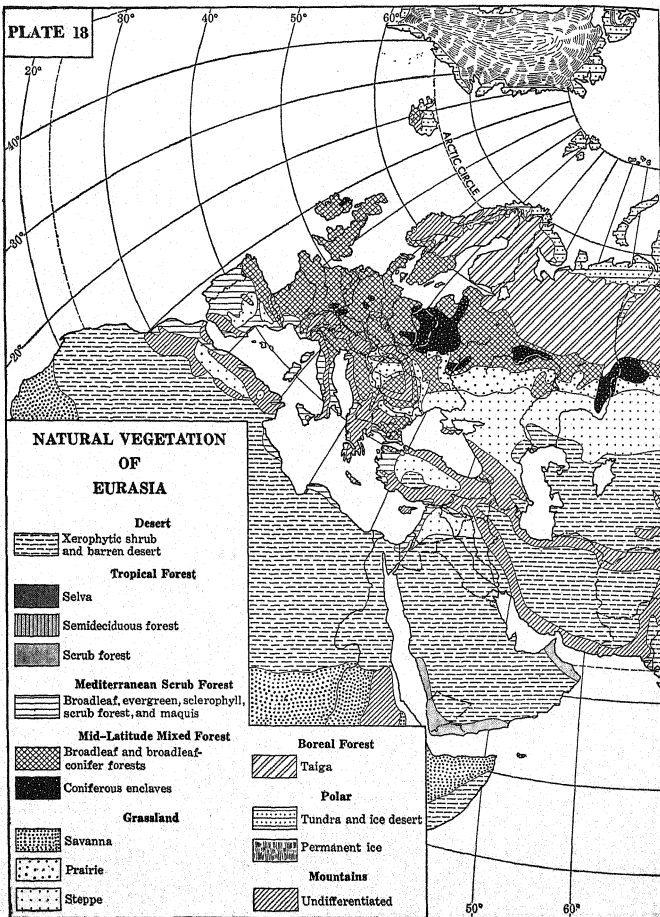 PLATE 18
30°
40°
50°
60°
20°
40°
30°
20°
ARCTIC CIRCLE
NATURAL VEGETATION
OF
EURASIA
Desert
Xerophytic shrub
and barren desert
Tropical Forest
Selva
Semideciduous forest
Scrub forest
Mediterranean Scrub Forest
Broadleaf, evergreen, sclerophyll,
scrub forest, and maquis
Mid-Latitude Mixed Forest
Broadleaf and broadleaf-
conifer forests
Coniferous enclaves
Grassland
Savanna
Prairie
Steppe
Boreal Forest
Taiga
Polar
Tundra and ice desert
Permanent ice
Mountains
Undifferentiated
50°
60°